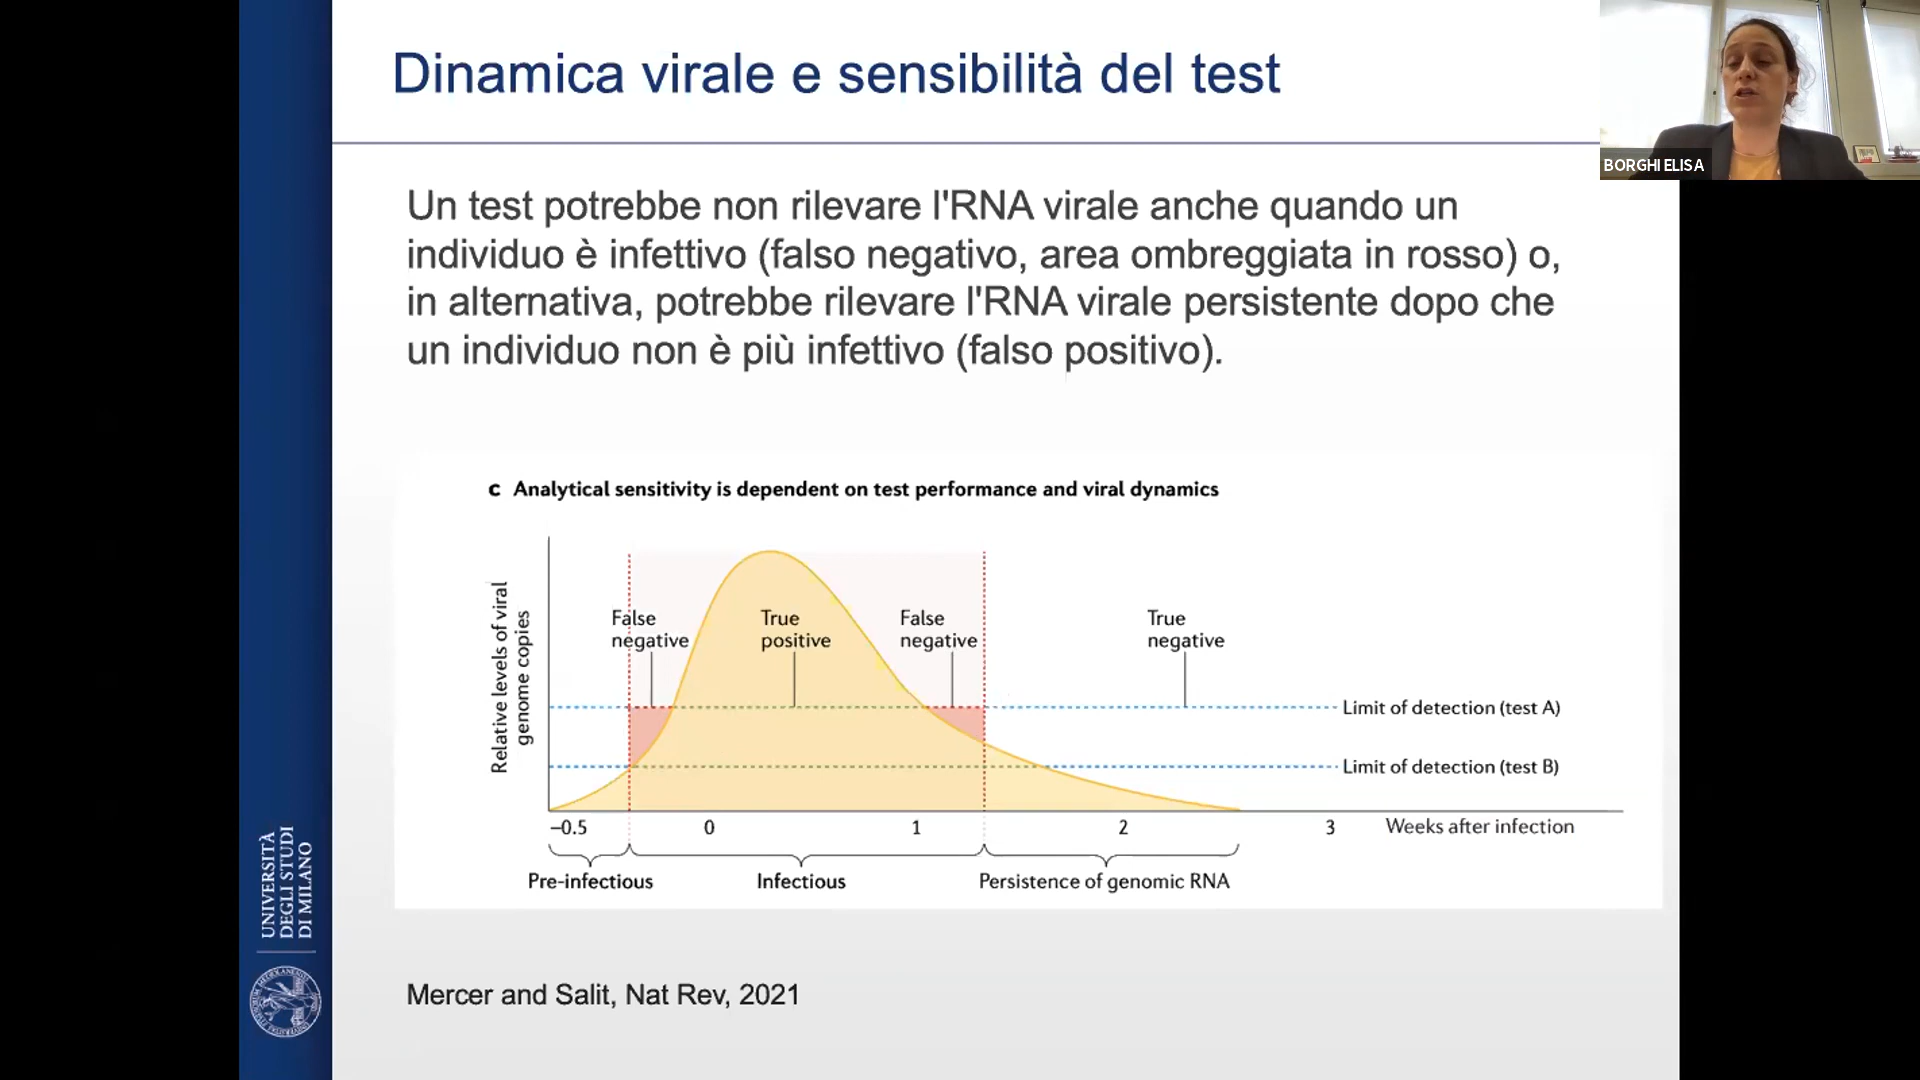 Dinamica virale e sensibilità del test
BORGHI ELISA
Un test potrebbe non rilevare l'RNA virale anche quando un
individuo è infettivo (falso negativo, area ombreggiata in rosso) o,
in alternativa, potrebbe rilevare l'RNA virale persistente dopo che
un individuo non è più infettivo (falso positivo).
c Analytical sensitivity is dependent on test performance and viral dynamics
Relative levels of viral
genome copies
False
negative
True
positive
False
negative
True
negative
Limit of detection (test A)
Limit of detection (test B)
–0.5 0 1 2 3 Weeks after infection
Pre-infectious Infectious Persistence of genomic RNA
UNIVERSITÀ
DEGLI STUDI
DI MILANO
Mercer and Salit, Nat Rev, 2021